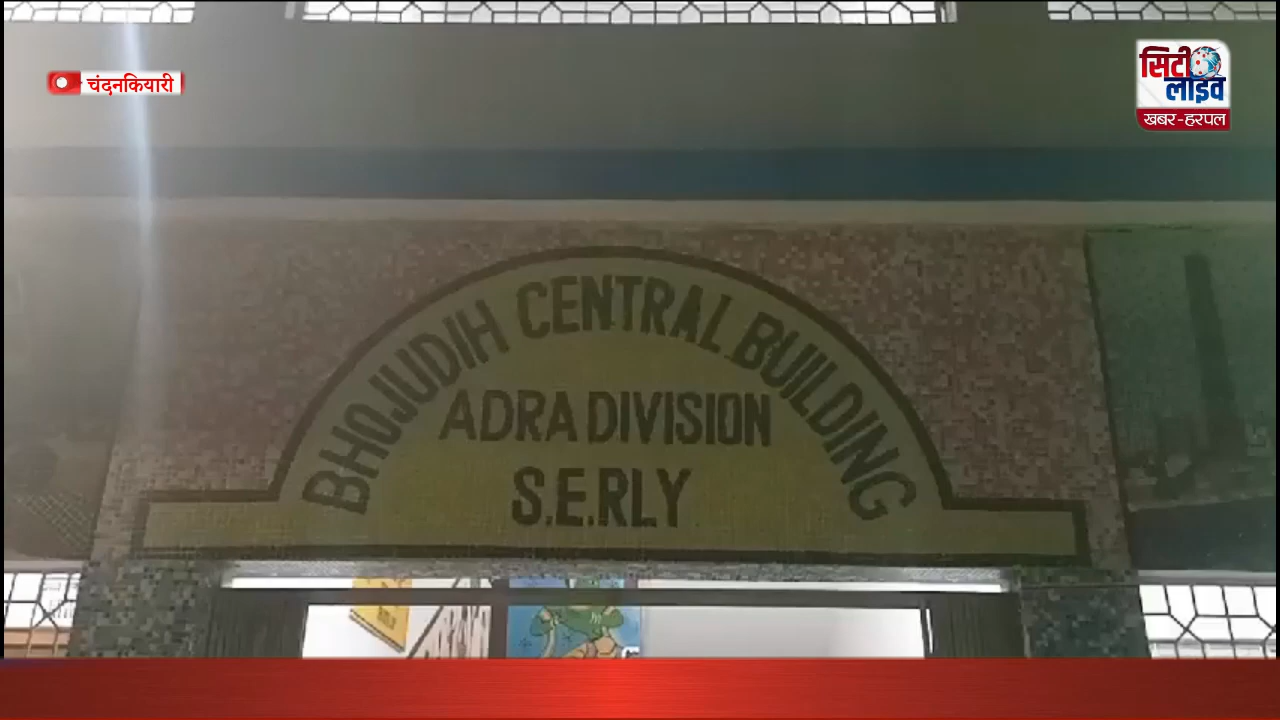 चंदनकियारी
सिटी
लाइव
खबर-हरपल
BHOJUDIH CENTRAL BUILDING
ADRA DIVISION
S.E.RLY